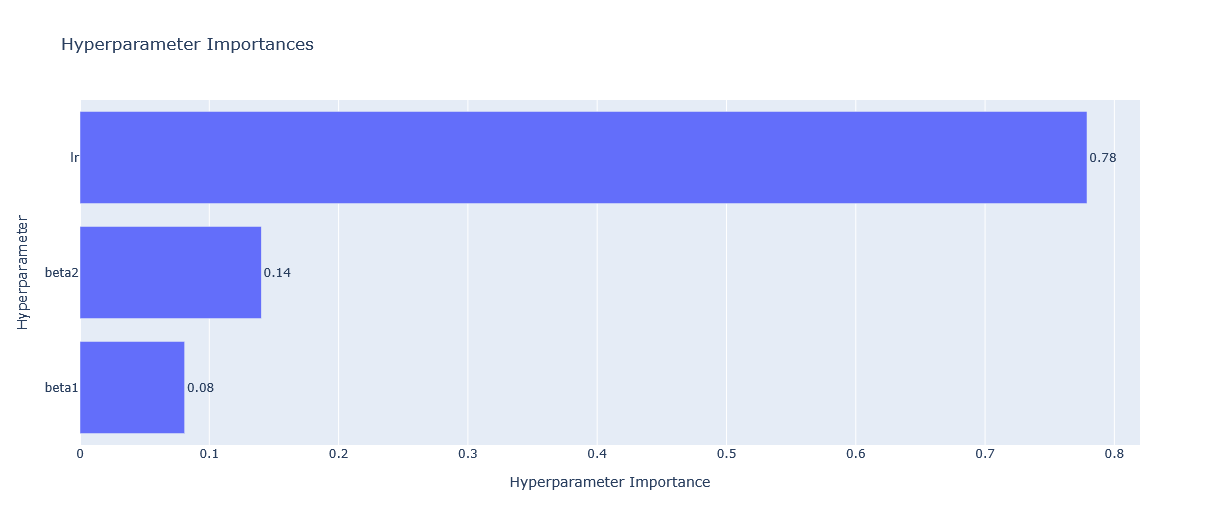 Hyperparameter Importances
Hyperparameter
lr
0.78
beta2
0.14
beta1
0.08
0 0.1 0.2 0.3 0.4 0.5 0.6 0.7 0.8
Hyperparameter Importance